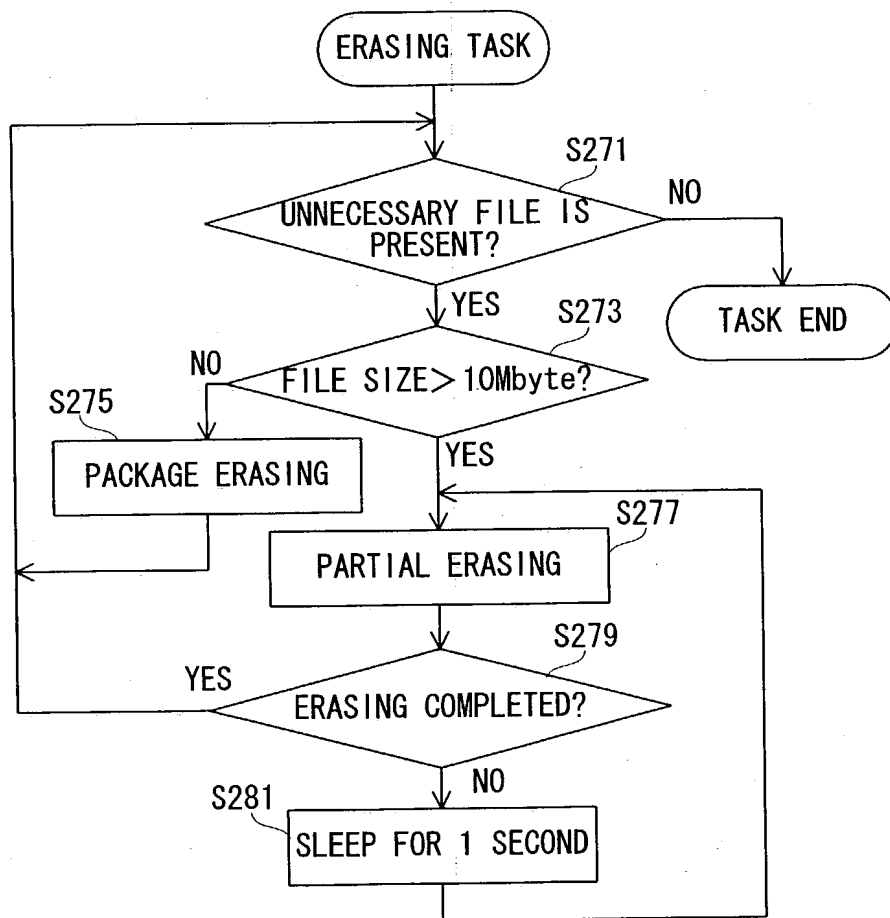 ERASING TASK
S271
UNNECESSARY FILE IS
PRESENT?
NO
YES
TASK END
S273
FILE SIZE> 10Mbyte?
NO
S275
YES
PACKAGE ERASING
S277
PARTIAL ERASING
S279
YES
ERASING COMPLETED?
NO
S281
SLEEP FOR 1 SECOND